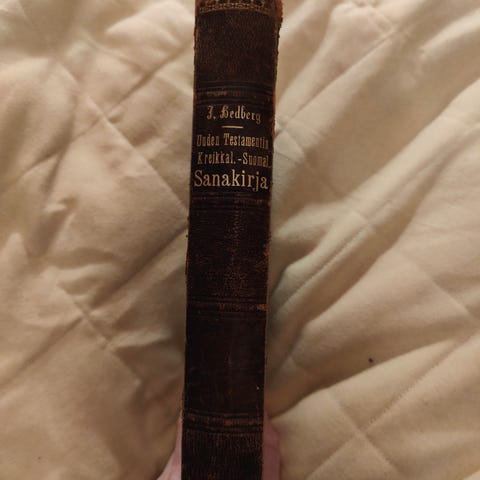 J. Hedberg
Uuden Testamentin
Kreikkal.-Suomal.
Sanakirja